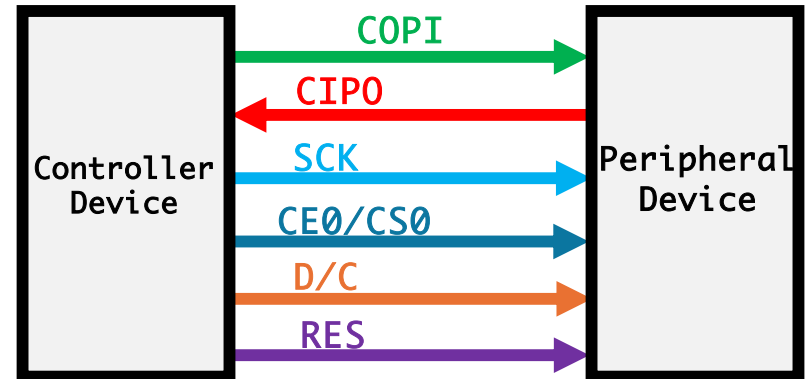 COPI
CIPO
SCK
CE0/CS0
D/C
RES
Controller
Device
Peripheral
Device